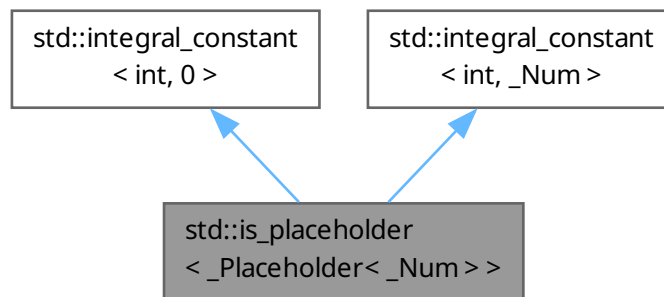 std::integral_constant
< int, 0 >
std::integral_constant
< int, _Num >
std::is_placeholder
< _Placeholder< _Num > >